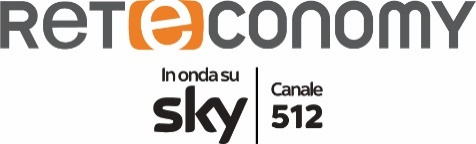 RETECONOMY
In onda su
sky
Canale
512